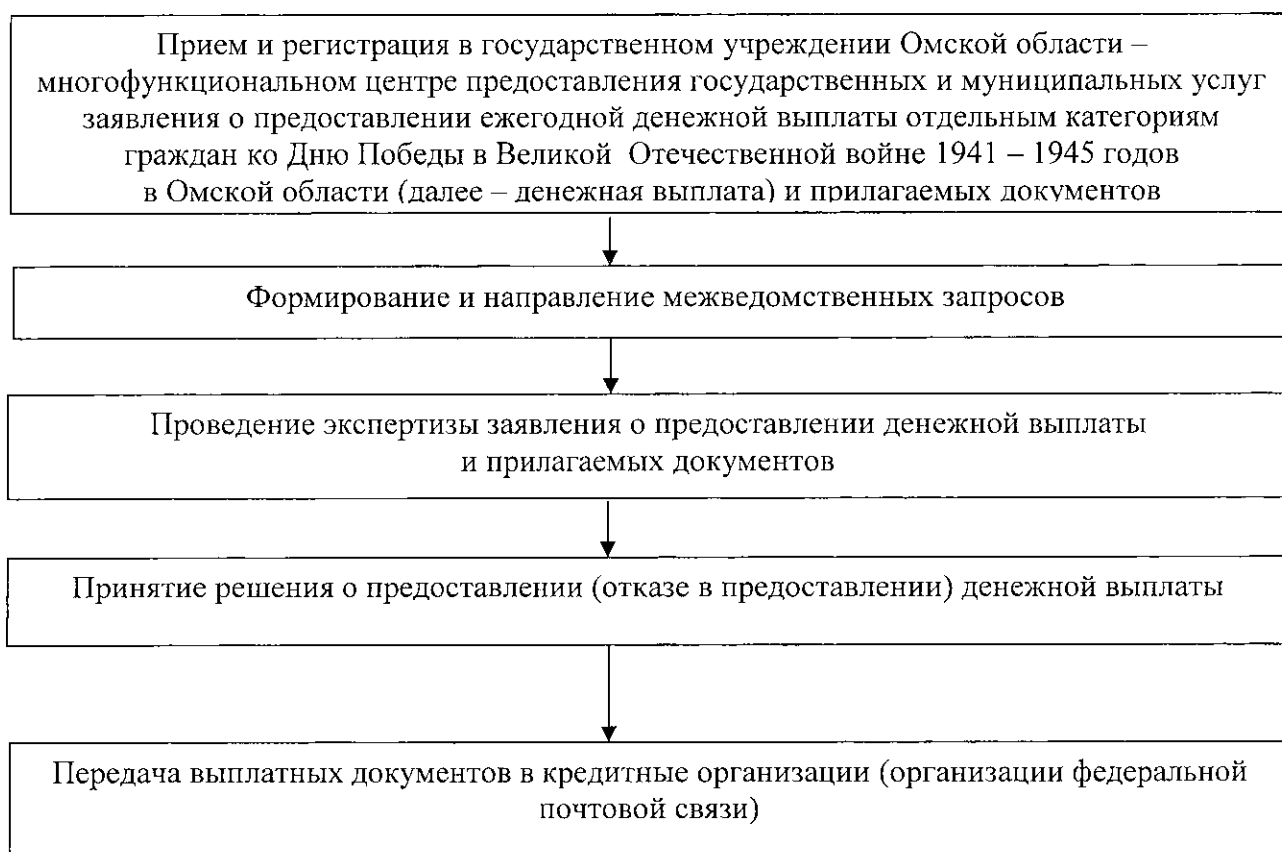 Прием и регистрация в государственном учреждении Омской области –
многофункциональном центре предоставления государственных и муниципальных услуг
заявления о предоставлении ежегодной денежной выплаты отдельным категориям
граждан ко Дню Победы в Великой Отечественной войне 1941 – 1945 годов
в Омской области (далее – денежная выплата) и прилагаемых документов
Формирование и направление межведомственных запросов
Проведение экспертизы заявления о предоставлении денежной выплаты
и прилагаемых документов
Принятие решения о предоставлении (отказе в предоставлении) денежной выплаты
Передача выплатных документов в кредитные организации (организации федеральной
почтовой связи)